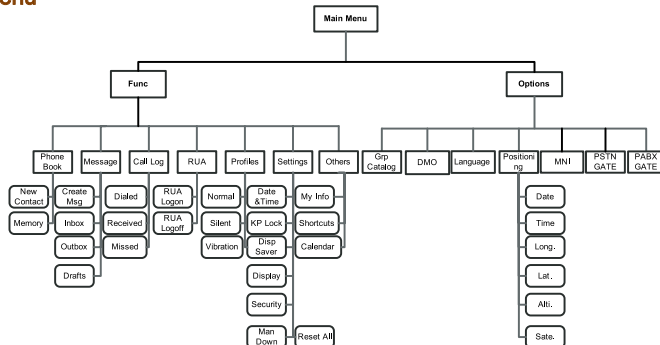 Main Menu
Func
Options
Phone
Book
Message
Call Log
RUA
Profiles
Settings
Others
Grp
Catalog
DMO
Language
Positioni
ng
MNI
PSTN
GATE
PABX
GATE
New
Contact
Create
Msg
Dialed
RUA
Logon
Normal
Date
&Time
My Info
Date
Memory
Inbox
Received
RUA
Logoff
Silent
KP Lock
Shortcuts
Time
Outbox
Missed
Vibration
Disp
Saver
Calendar
Long.
Drafts
Display
Lat.
Security
Alti.
Man
Down
Reset All
Sate.